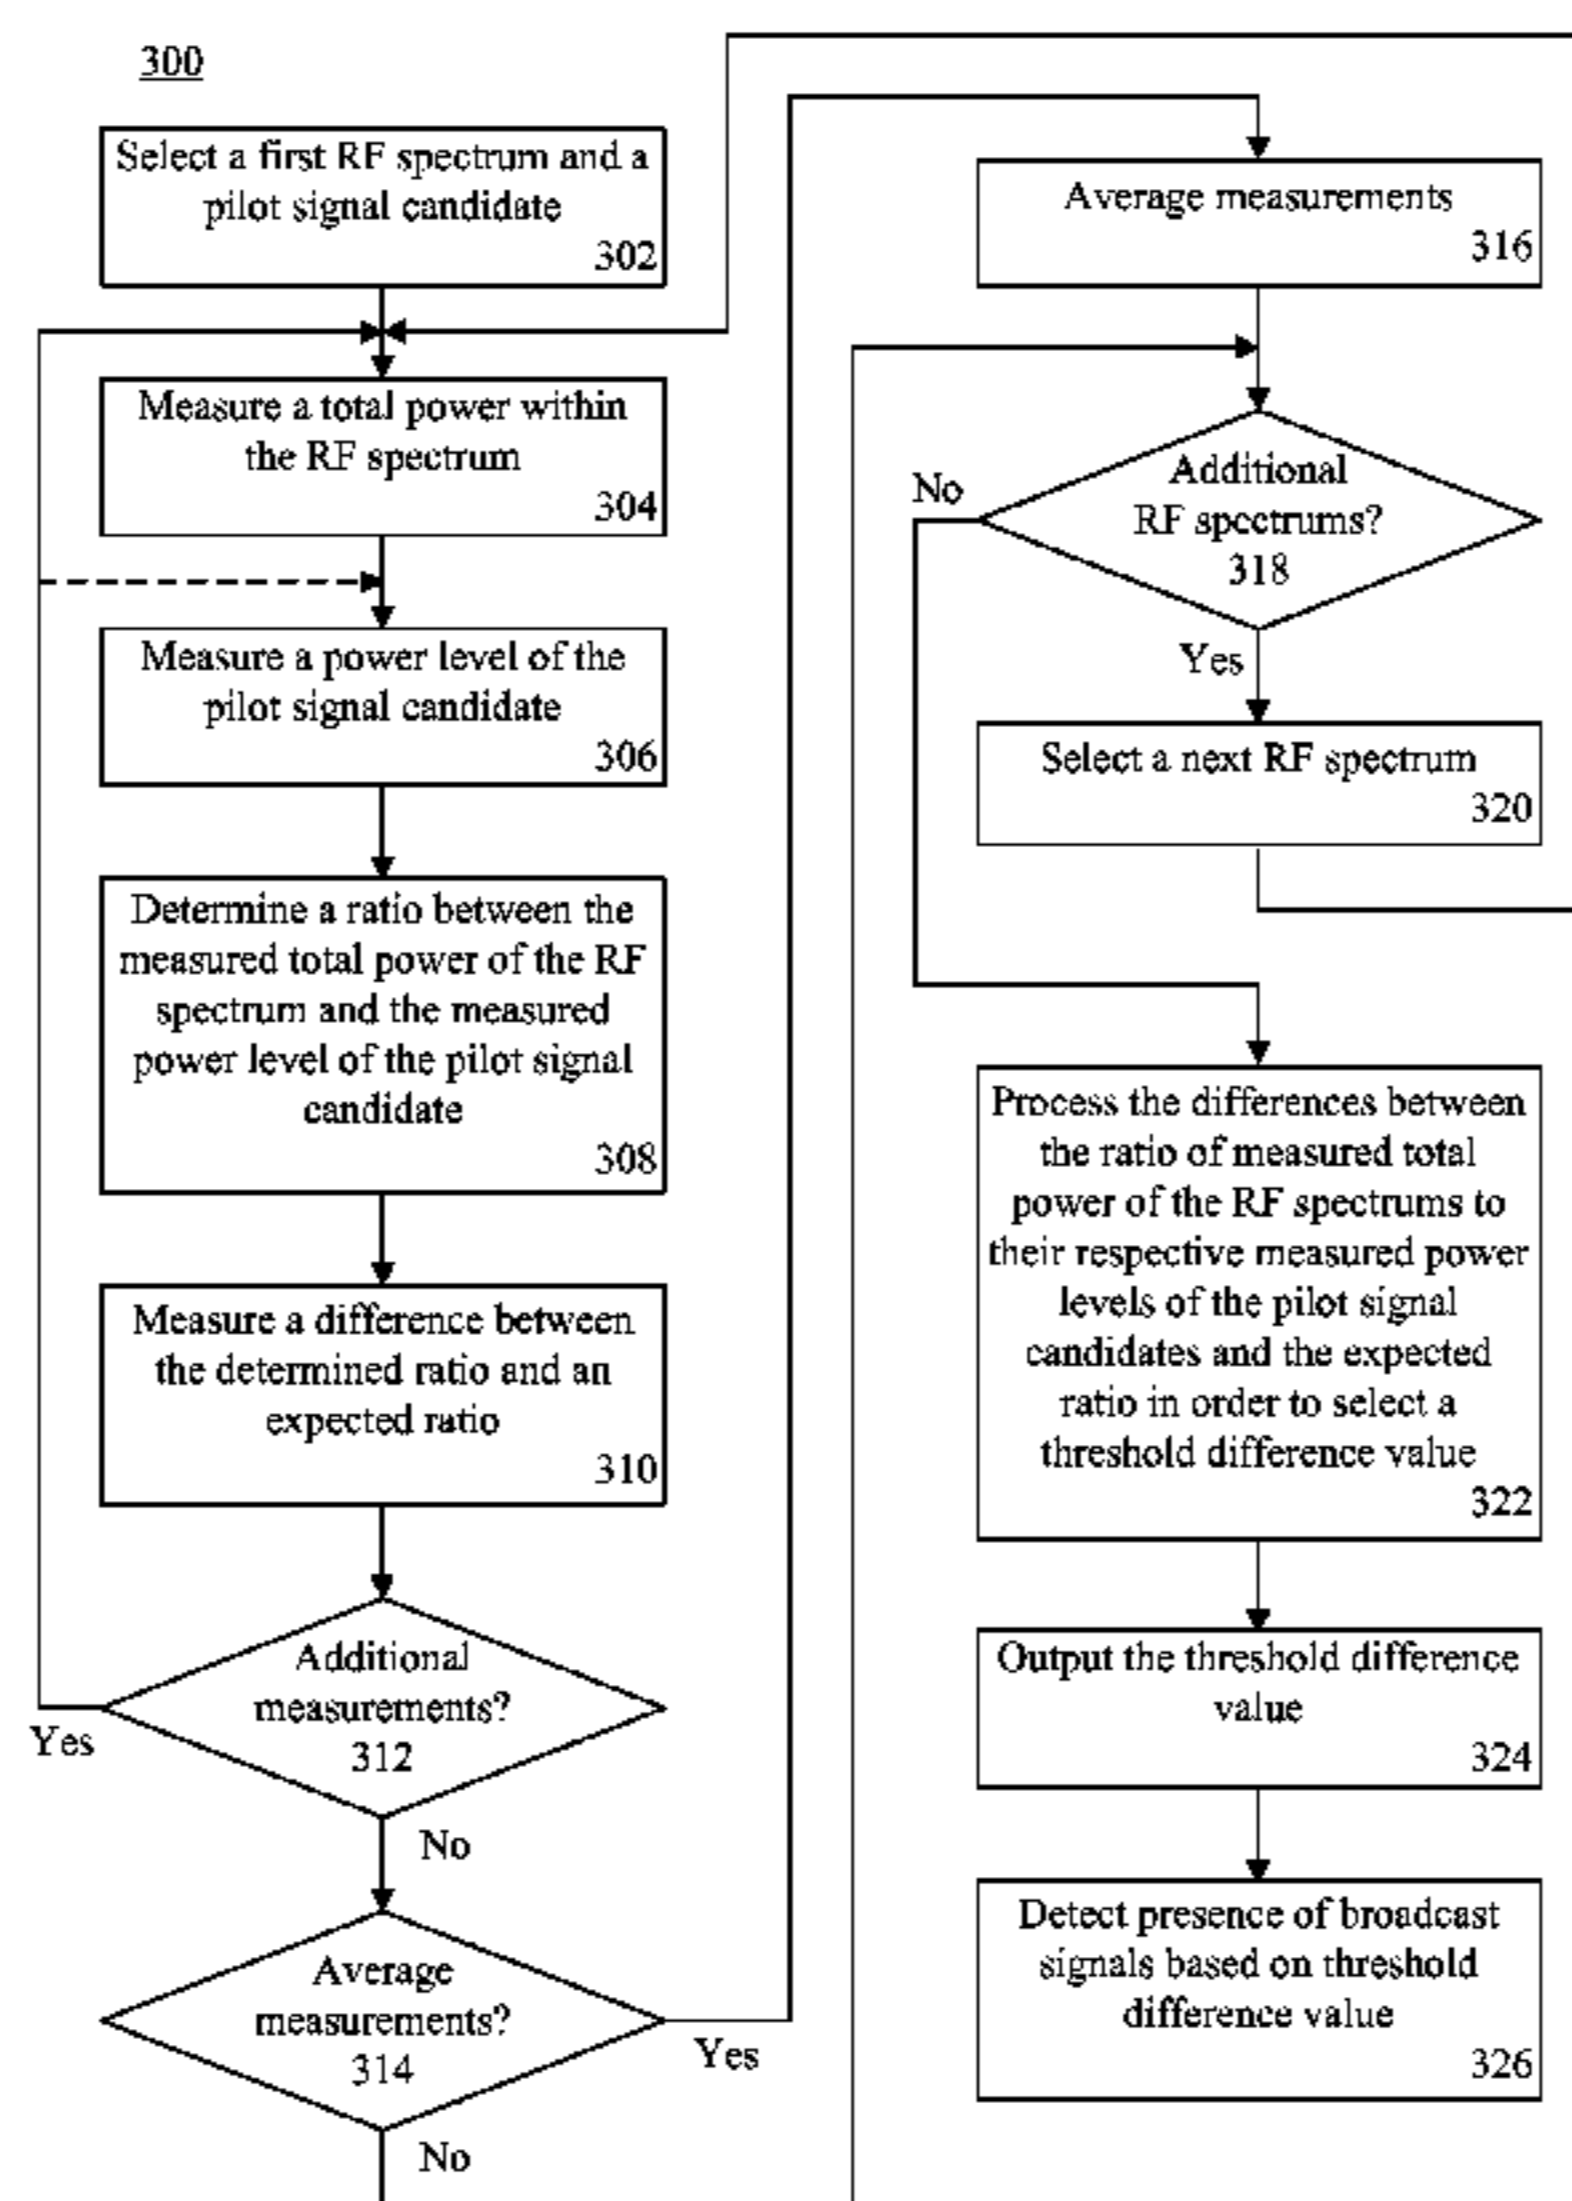 300
Select a first RF spectrum and a
pilot signal candidate
302
Measure a total power within
the RF spectrum
304
Measure a power level of the
pilot signal candidate
306
Determine a ratio between the
measured total power of the RF
spectrum and the measured
power level of the pilot signal
candidate
308
Measure a difference between
the determined ratio and an
expected ratio
310
Additional
measurements?
312
Yes
No
Average
measurements?
314
Yes
No
Average measurements
316
Additional
RF spectrums?
318
No
Yes
Select a next RF spectrum
320
Process the differences between
the ratio of measured total
power of the RF spectrums to
their respective measured power
levels of the pilot signal
candidates and the expected
ratio in order to select a
threshold difference value
322
Output the threshold difference
value
324
Detect presence of broadcast
signals based on threshold
difference value
326